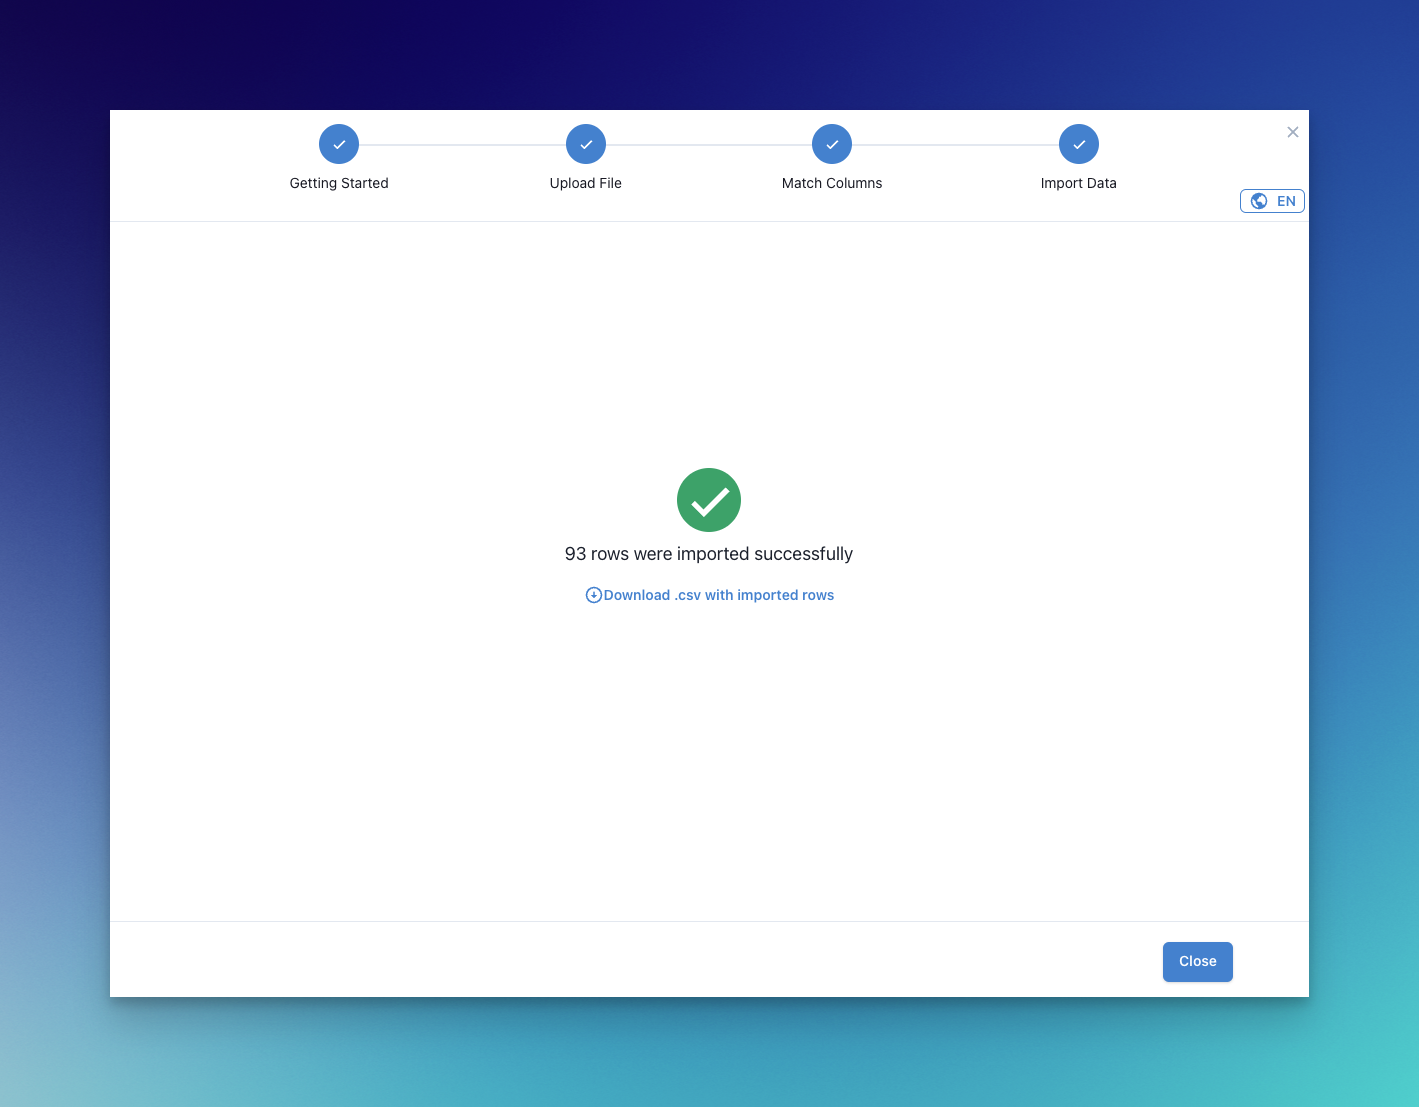 Getting Started
Upload File
Match Columns
Import Data
EN
93 rows were imported successfully
Download .csv with imported rows
Close